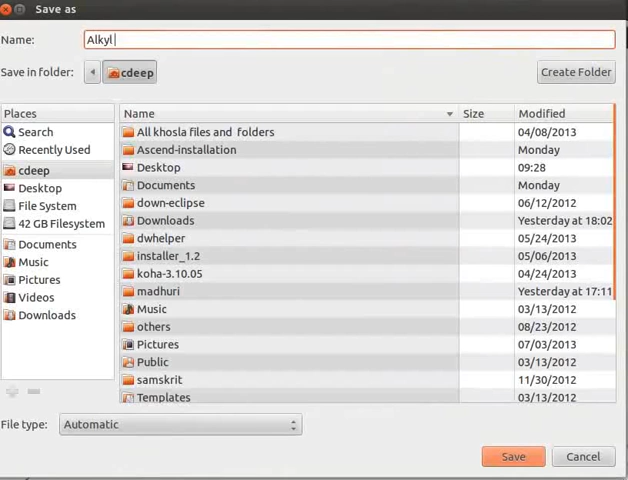 Save as
Name: Alkyl
Save in folder: cdeep Create Folder
Places Name Size Modified
Search All khosla files and folders 04/08/2013
Recently Used Ascend-installation Monday
cdeep Desktop 09:28
Desktop Documents Monday
File System down-eclipse 06/12/2012
42 GB Filesystem Downloads Yesterday at 18:02
Documents dwhelper 05/24/2013
Music installer_1.2 05/06/2013
Pictures koha-3.10.05 04/24/2013
Videos madhuri Yesterday at 17:11
Downloads Music 03/13/2012
others 08/23/2012
Pictures 07/03/2013
Public 03/13/2012
samskrit 11/30/2012
Templates 03/13/2012
File type: Automatic
Save Cancel